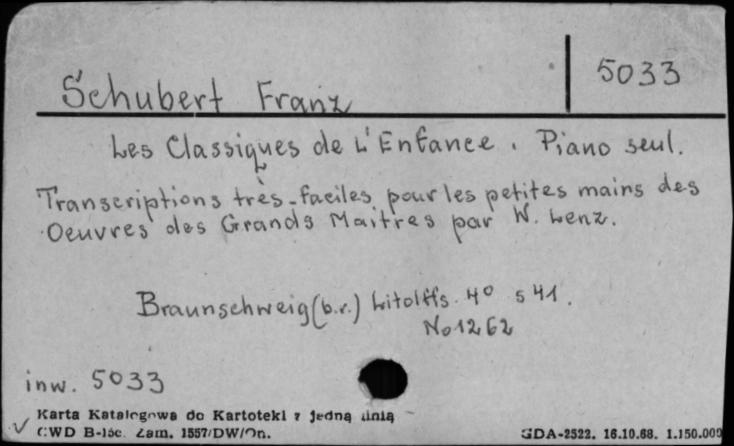 Schubert Franz
5033
Les Classiques de L'Enfance. Piano seul.
Transcriptions très-faciles pour les petites mains des
Oeuvres des Grands Maitres par W. Lenz.
Braunschweig (b.r.) Litolffs. 4° s 41.
No 1262
inw. 5033
Karta Katalogowa do Kartoteki z jedną linią
CWD B-15c Zam. 1557/DW/On.
GDA-2522. 16.10.68. 1.150.000